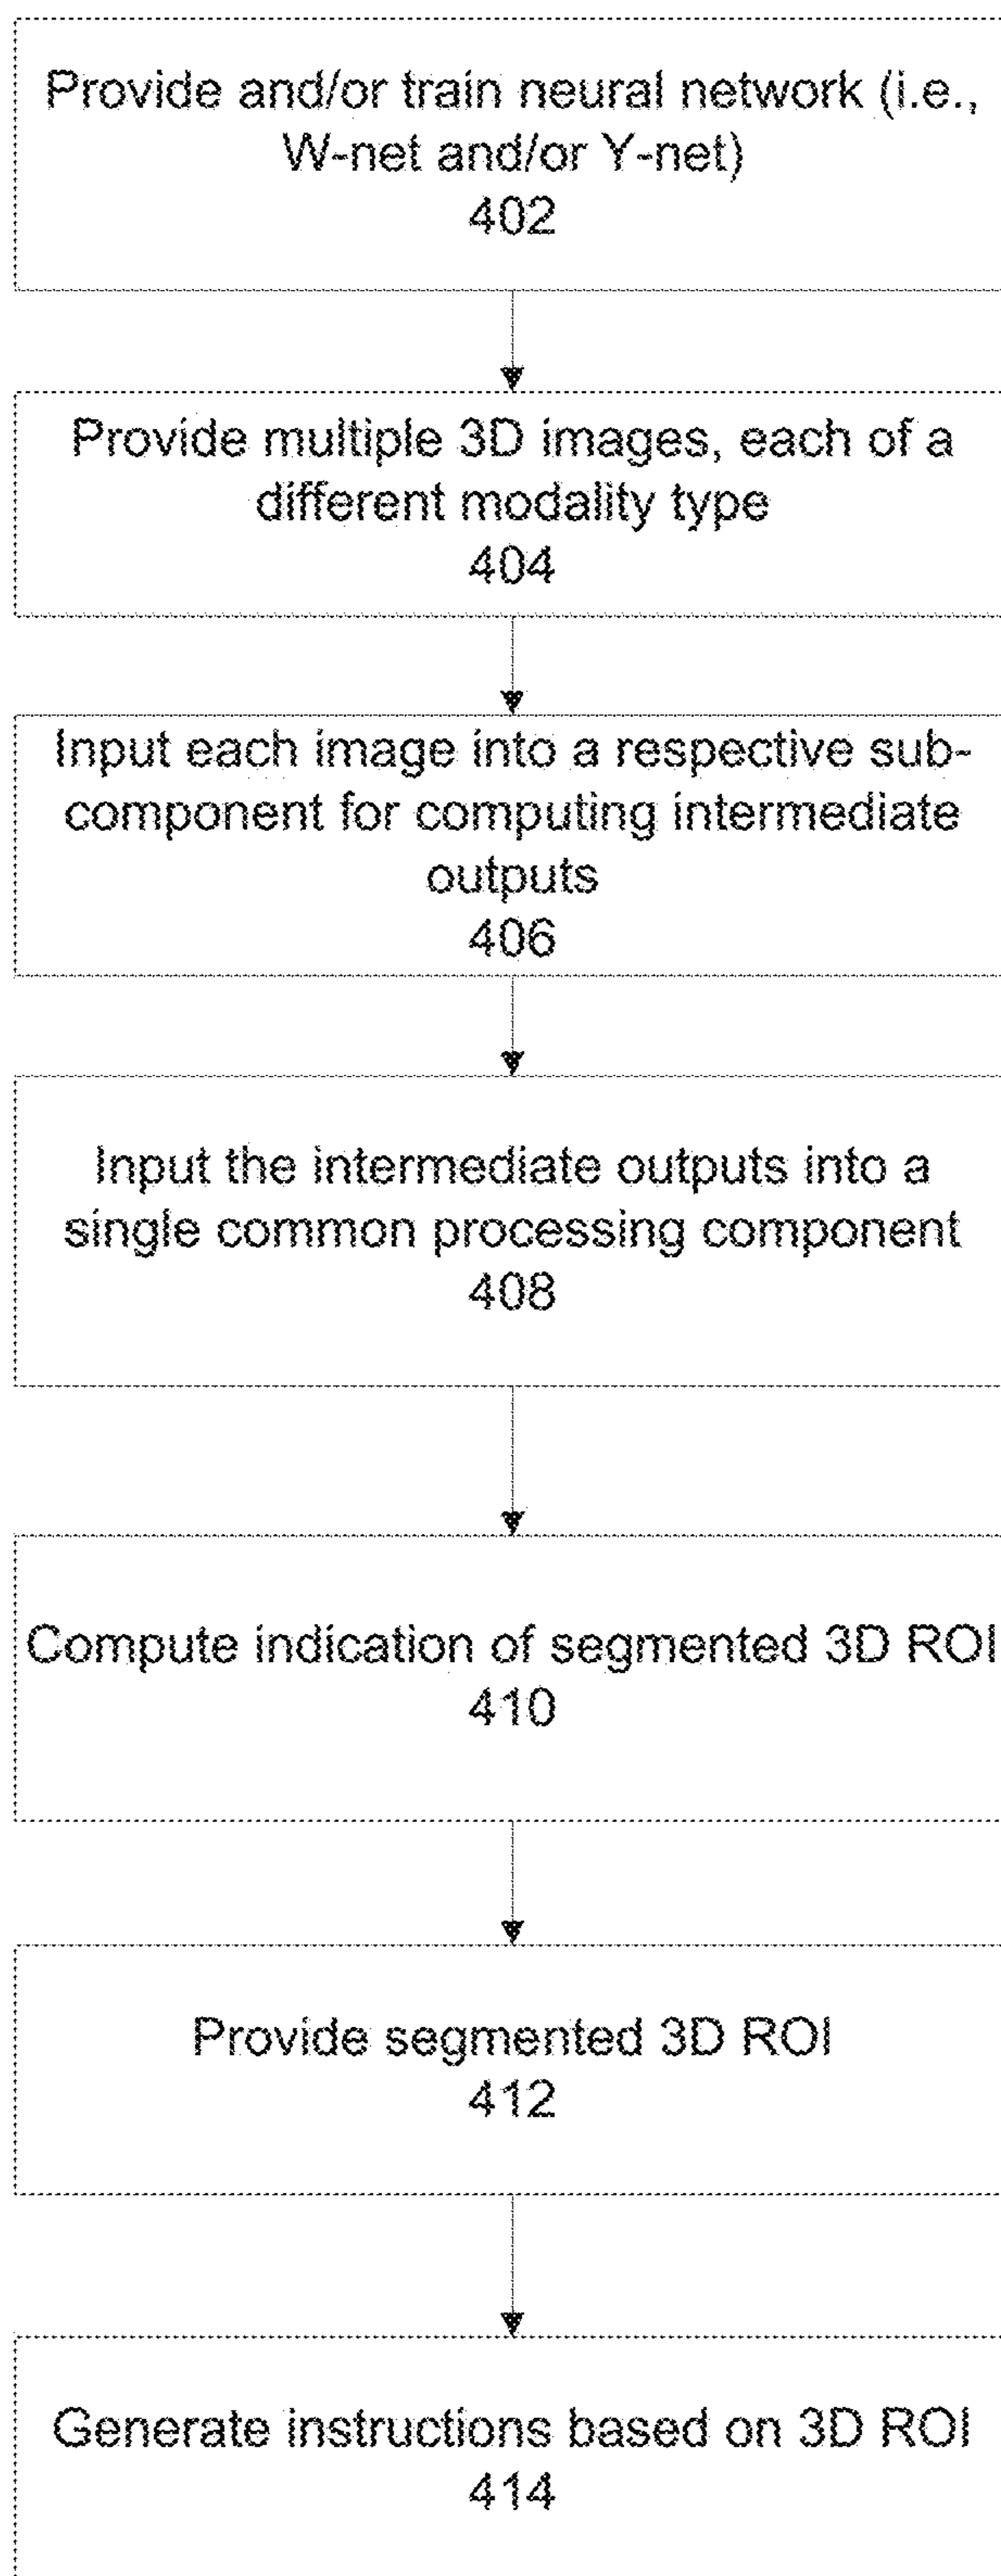 Provide and/or train neural network (i.e.,
W-net and/or Y-net)
402
Provide multiple 3D images, each of a
different modality type
404
Input each image into a respective sub-
component for computing intermediate
outputs
406
Input the intermediate outputs into a
single common processing component
408
Compute indication of segmented 3D ROI
410
Provide segmented 3D ROI
412
Generate instructions based on 3D ROI
414